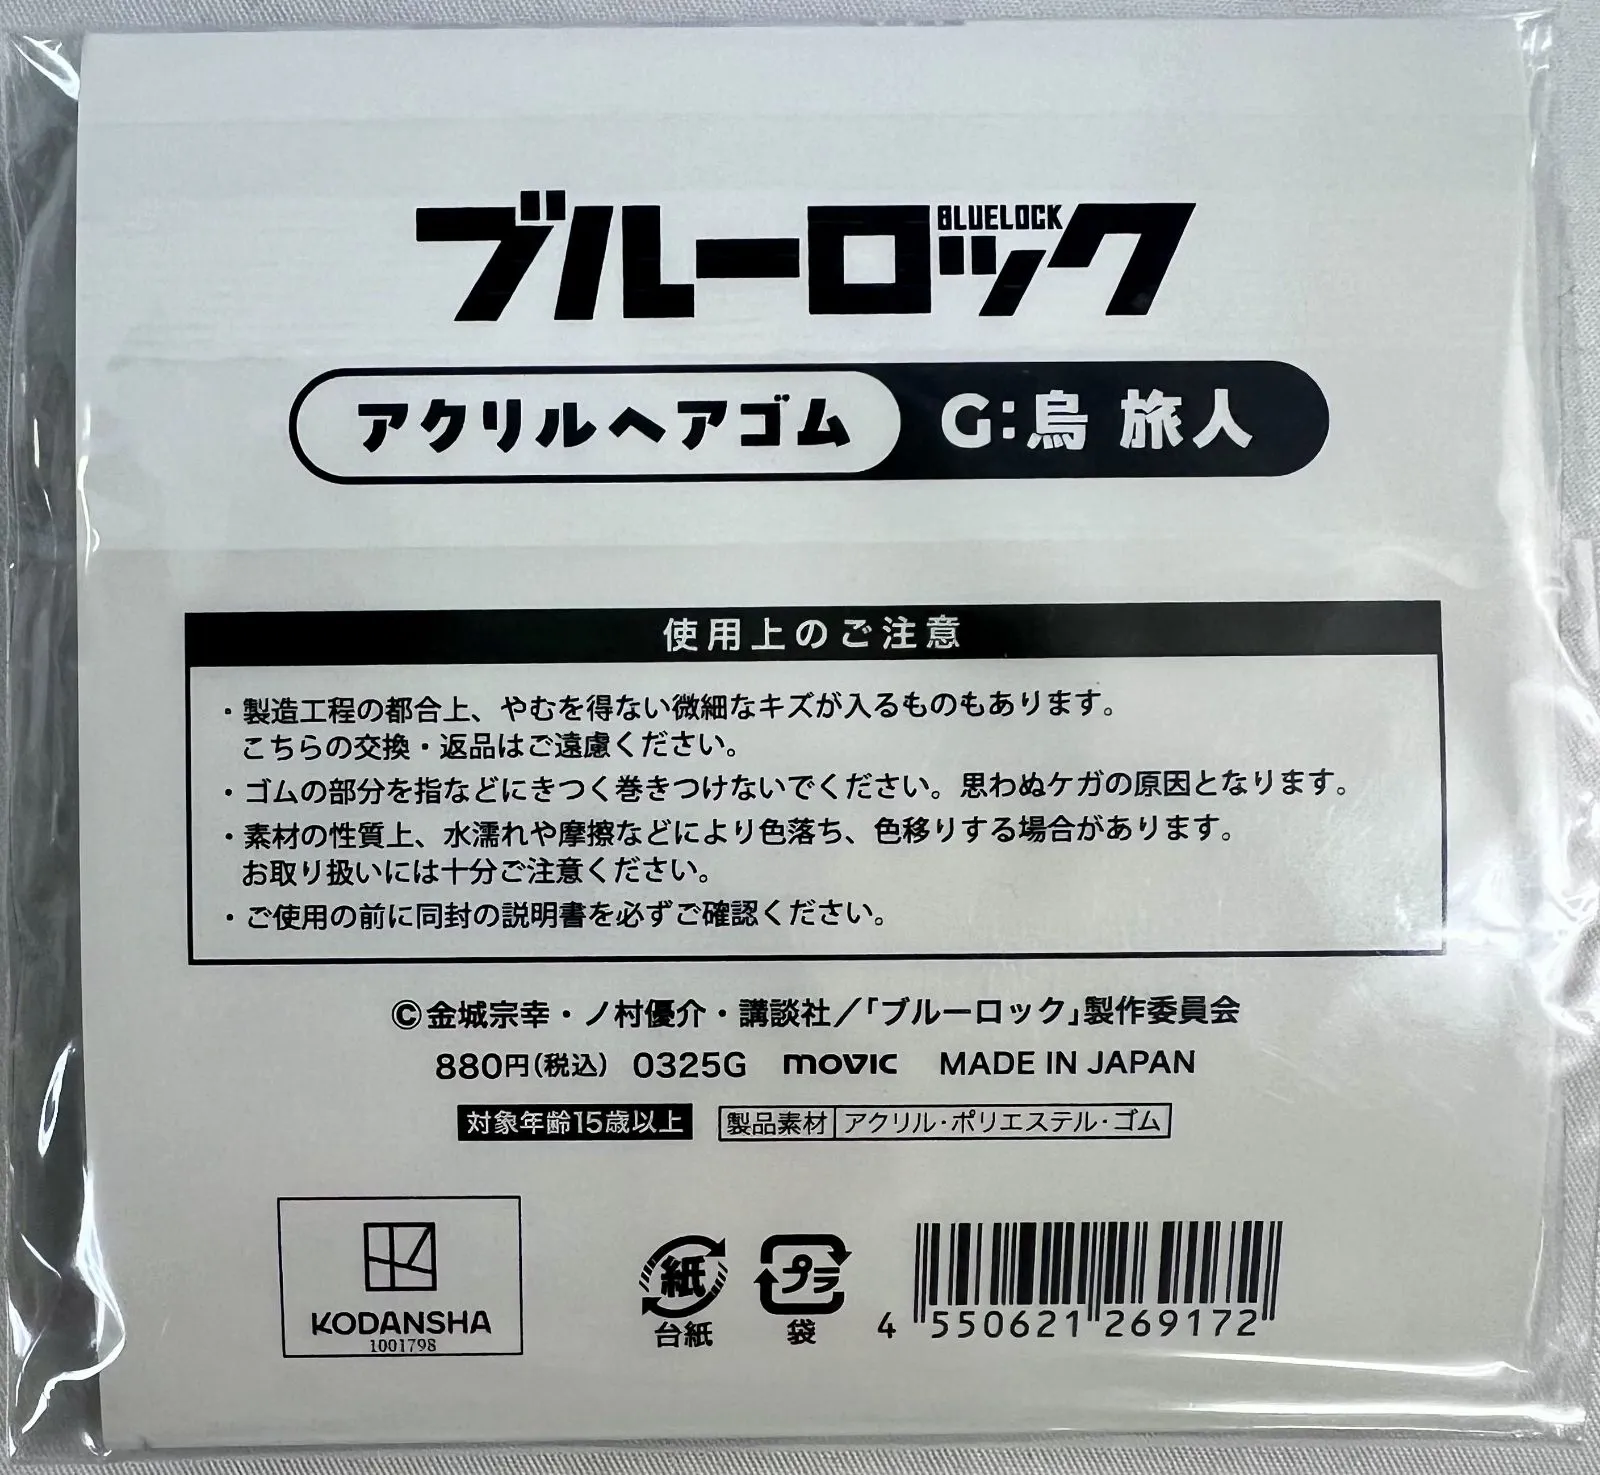 ブルーロック
BLUELOCK
アクリルヘアゴム G:烏 旅人
使用上のご注意
・製造工程の都合上、やむを得ない微細なキズが入るものもあります。
こちらの交換・返品はご遠慮ください。
・ゴムの部分を指などにきつく巻きつけないでください。思わぬケガの原因となります。
・素材の性質上、水濡れや摩擦などにより色落ち、色移りする場合があります。
お取り扱いには十分ご注意ください。
・ご使用の前に同封の説明書を必ずご確認ください。
©金城宗幸・ノ村優介・講談社／「ブルーロック」製作委員会
880円(税込) 0325G movic MADE IN JAPAN
対象年齢15歳以上 製品素材 アクリル・ポリエステル・ゴム
KODANSHA
1001798
紙
台紙
プラ
袋
4 550621 269172